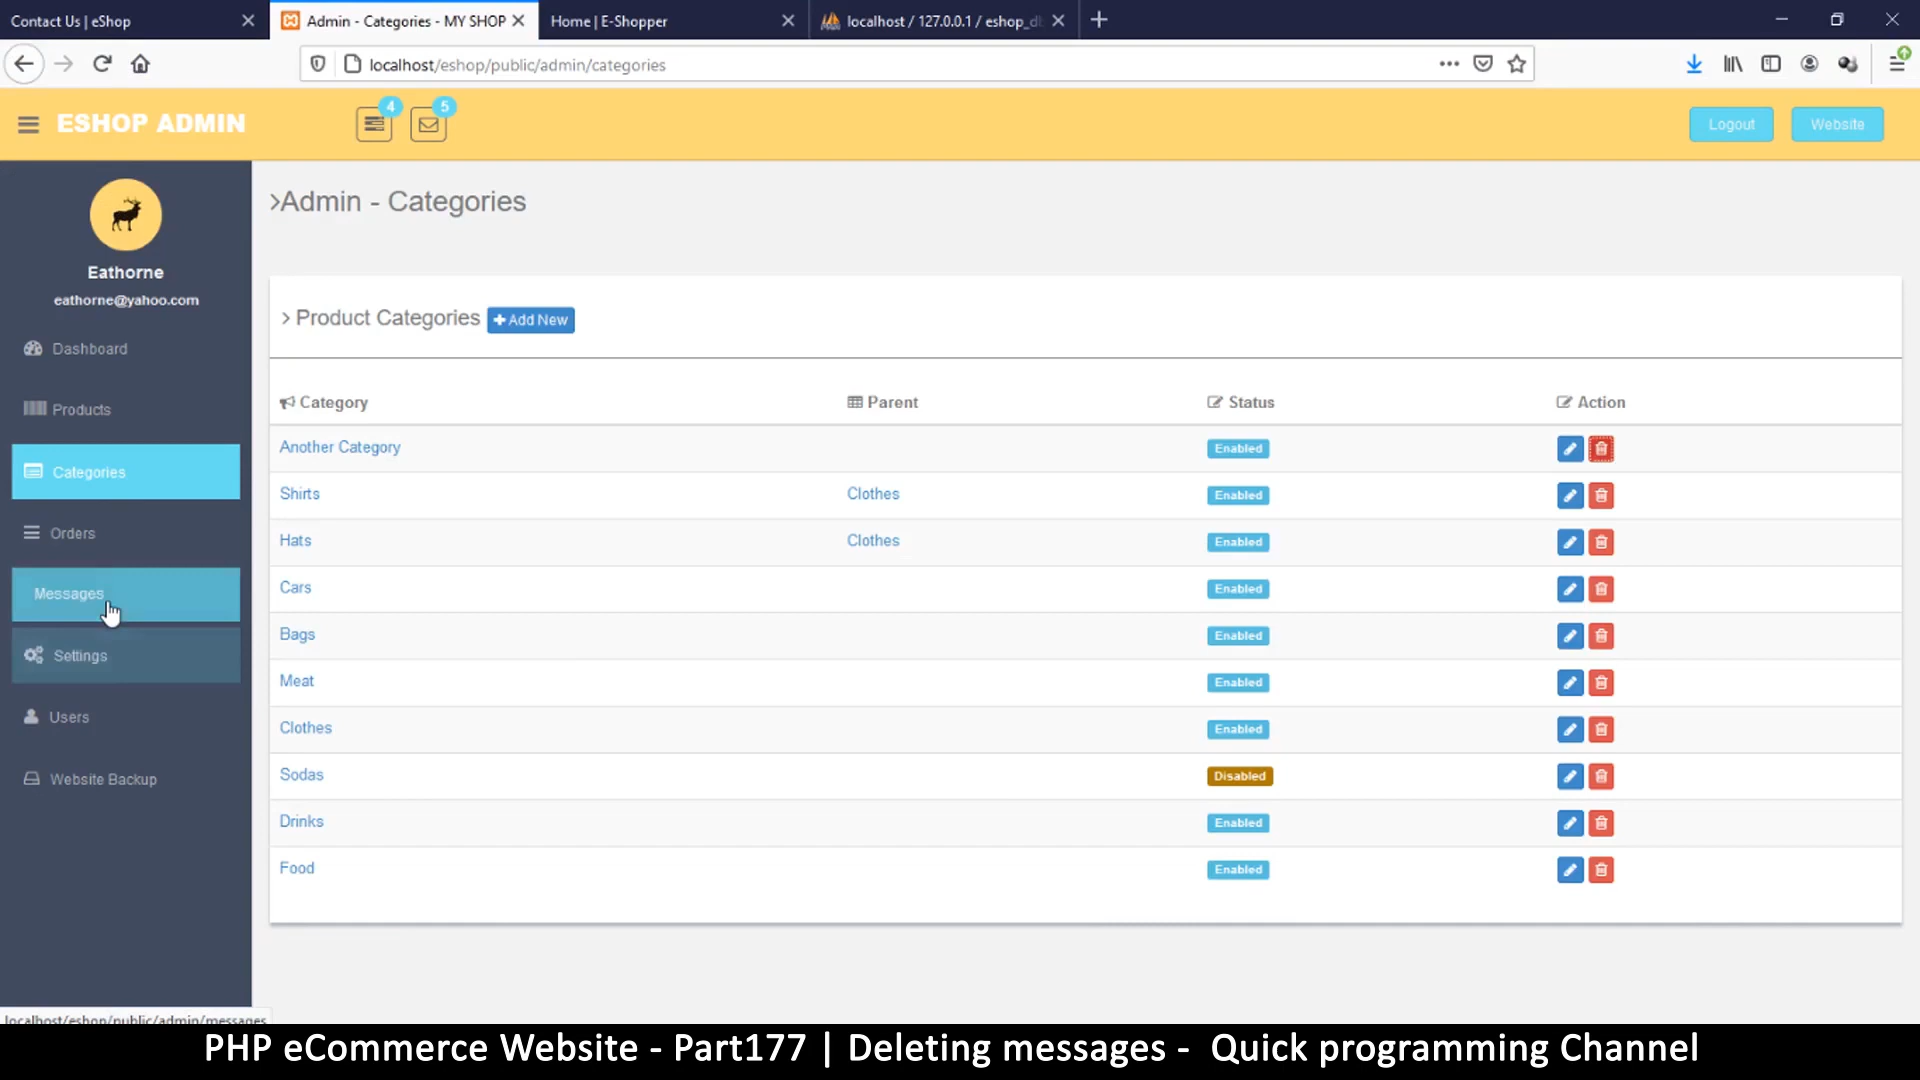 Contact Us | eShop
Admin - Categories - MY SHOP
Home | E-Shopper
localhost / 127.0.0.1 / eshop_db
localhost/eshop/public/admin/categories
ESHOP ADMIN
4
5
Logout
Website
Eathorne
eathorne@yahoo.com
Dashboard
Products
Categories
Orders
Messages
Settings
Users
Website Backup
Admin - Categories
Product Categories Add New
Category Parent Status Action
Another Category Enabled
Shirts Clothes Enabled
Hats Clothes Enabled
Cars Enabled
Bags Enabled
Meat Enabled
Clothes Enabled
Sodas Disabled
Drinks Enabled
Food Enabled
localhost/eshop/public/admin/messages
PHP eCommerce Website - Part177 | Deleting messages - Quick programming Channel